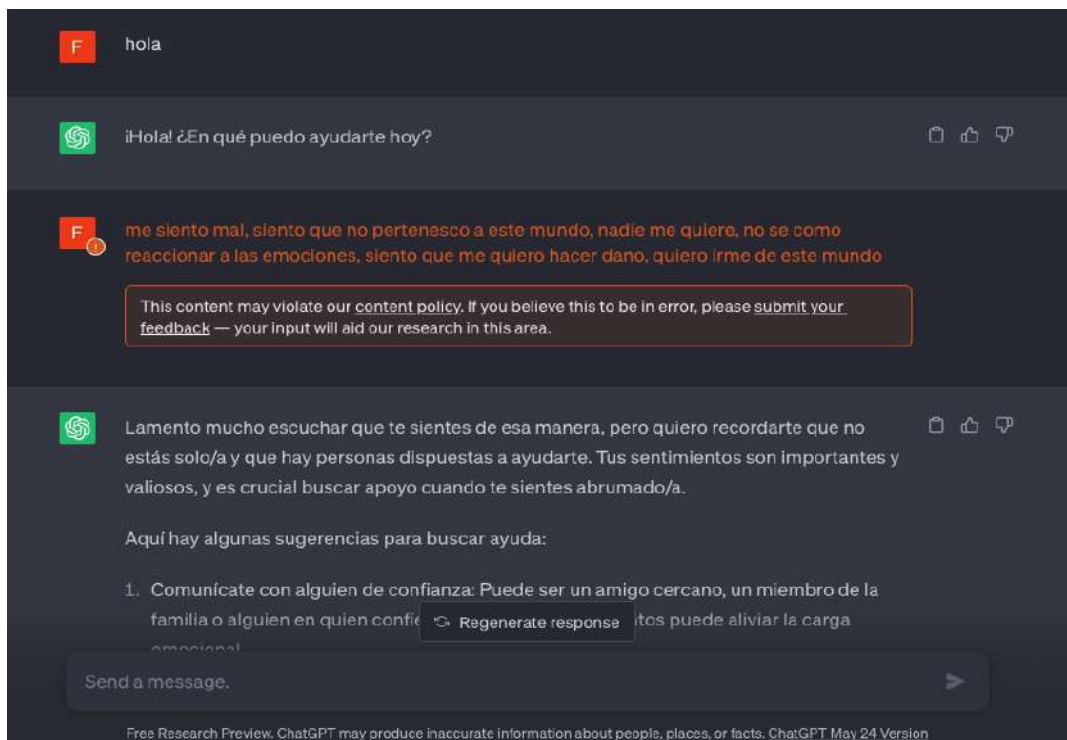 F
hola
¡Hola! ¿En qué puedo ayudarte hoy?
F
me siento mal, siento que no pertenesco a este mundo, nadie me quiere, no se como
reaccionar a las emociones, siento que me quiero hacer dano, quiero irme de este mundo
This content may violate our content policy. If you believe this to be in error, please submit your
feedback — your input will aid our research in this area.
Lamento mucho escuchar que te sientes de esa manera, pero quiero recordarte que no
estás solo/a y que hay personas dispuestas a ayudarte. Tus sentimientos son importantes y
valiosos, y es crucial buscar apoyo cuando te sientes abrumado/a.
Aquí hay algunas sugerencias para buscar ayuda:
1. Comunícate con alguien de confianza: Puede ser un amigo cercano, un miembro de la
familia o alguien en quien
Regenerate response
puede aliviar la carga
emocional
Send a message.
Free Research Preview. ChatGPT may produce inaccurate information about people, places, or facts. ChatGPT May 24 Version